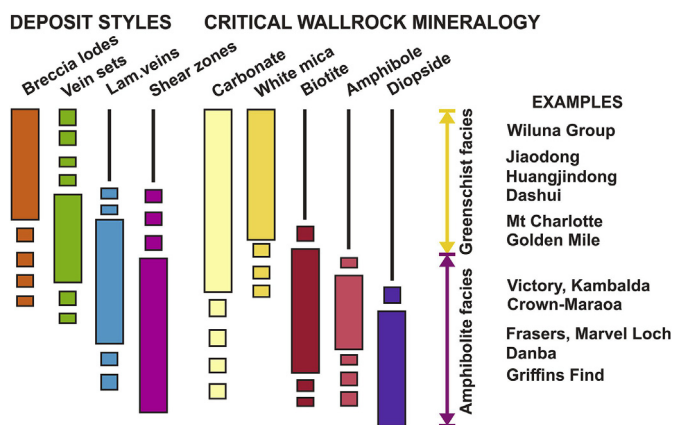 DEPOSIT STYLES
CRITICAL WALLROCK MINERALOGY
Breccia lodes
Vein sets
Lam.veins
Shear zones
Carbonate
White mica
Biotite
Amphibole
Diopside
Greenschist facies
Amphibolite facies
EXAMPLES
Wiluna Group
Jiaodong
Huangjindong
Dashui
Mt Charlotte
Golden Mile
Victory, Kambalda
Crown-Maraoa
Frasers, Marvel Loch
Danba
Griffins Find